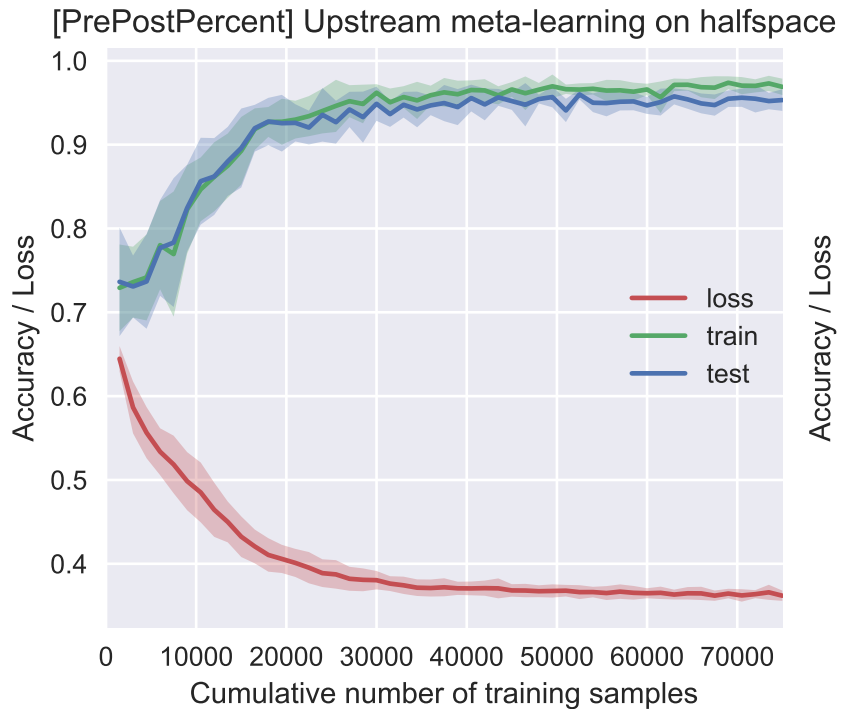 [PrePostPercent] Upstream meta-learning on halfspace
1.0
0.9
0.8
0.7
0.6
0.5
0.4
Accuracy / Loss
Accuracy / Loss
loss
train
test
0 10000 20000 30000 40000 50000 60000 70000
Cumulative number of training samples